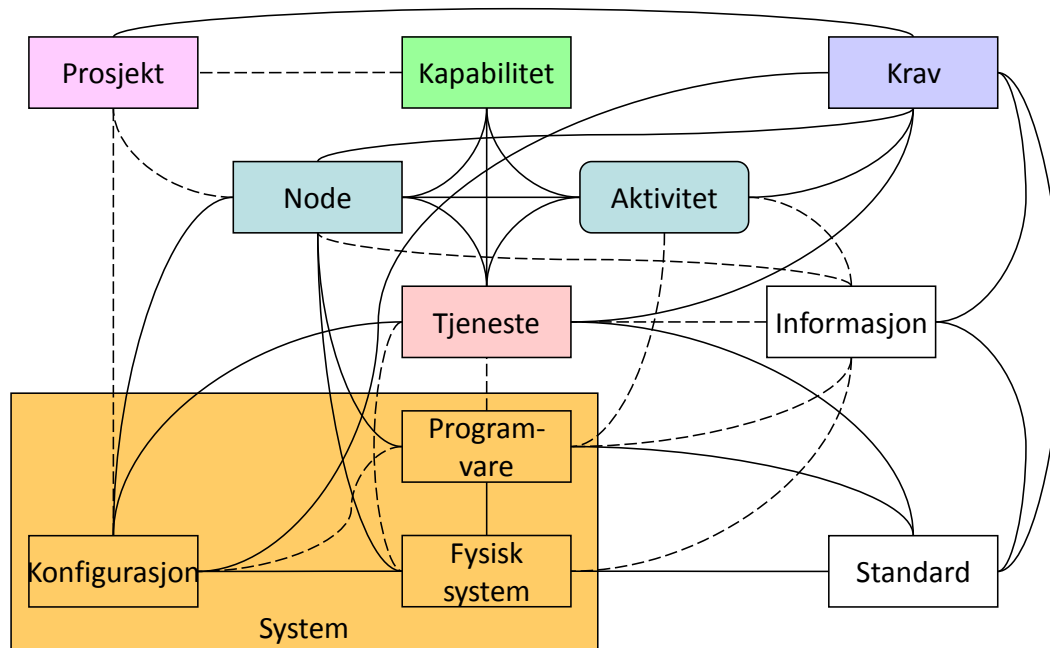 Prosjekt
Kapabilitet
Krav
Node
Aktivitet
Tjeneste
Informasjon
Program-
vare
Konfigurasjon
Fysisk
system
Standard
System